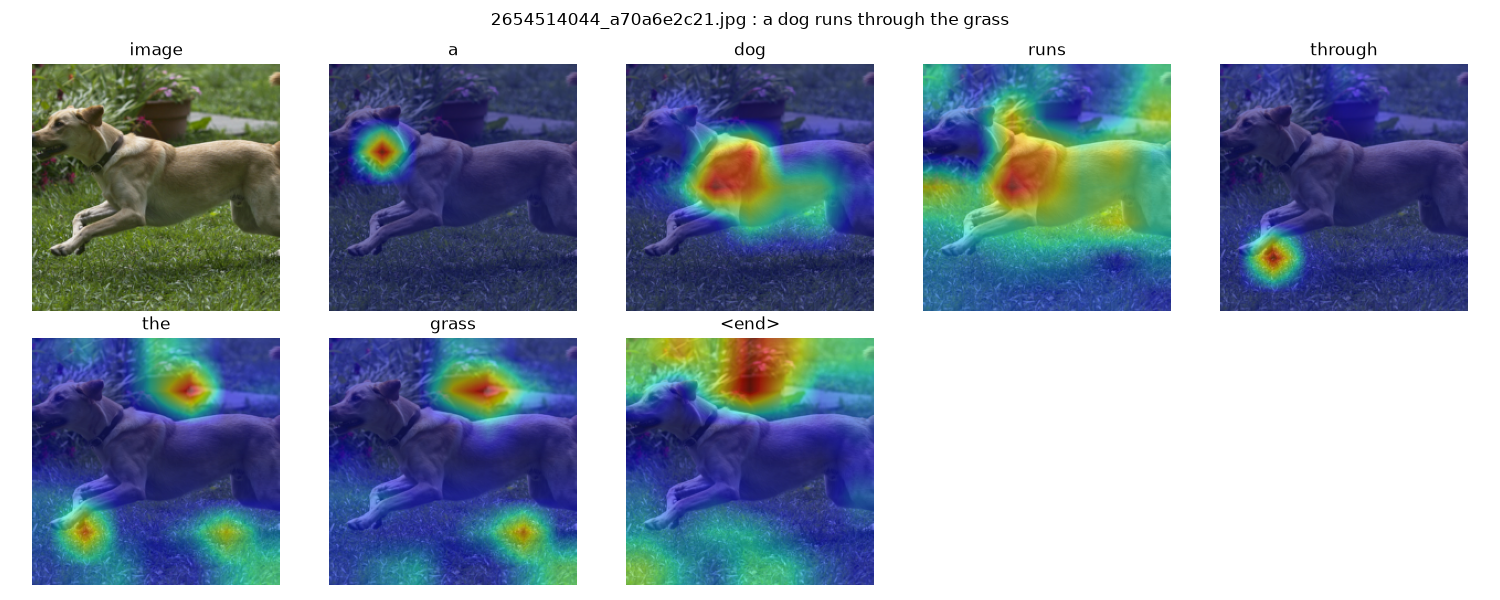 2654514044_a70a6e2c21.jpg : a dog runs through the grass
image
a
dog
runs
through
the
grass
<end>